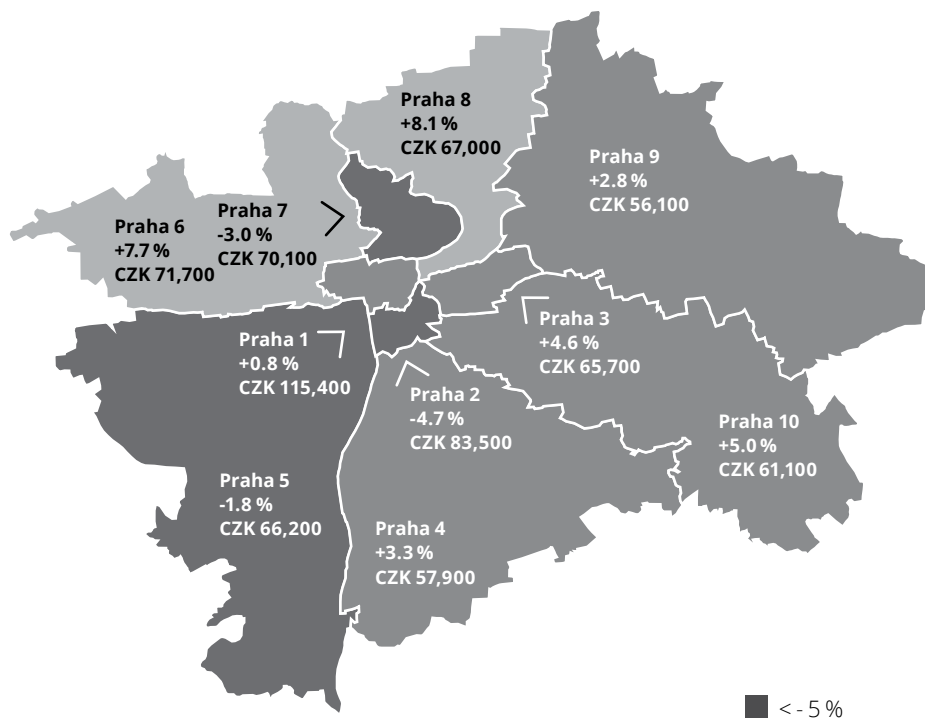 Praha 8
+8.1 %
CZK 67,000
Praha 9
+2.8 %
CZK 56,100
Praha 7
-3.0 %
CZK 70,100
Praha 6
+7.7 %
CZK 71,700
Praha 3
+4.6 %
CZK 65,700
Praha 1
+0.8 %
CZK 115,400
Praha 2
-4.7 %
CZK 83,500
Praha 10
+5.0 %
CZK 61,100
Praha 5
-1.8 %
CZK 66,200
Praha 4
+3.3 %
CZK 57,900
< - 5 %